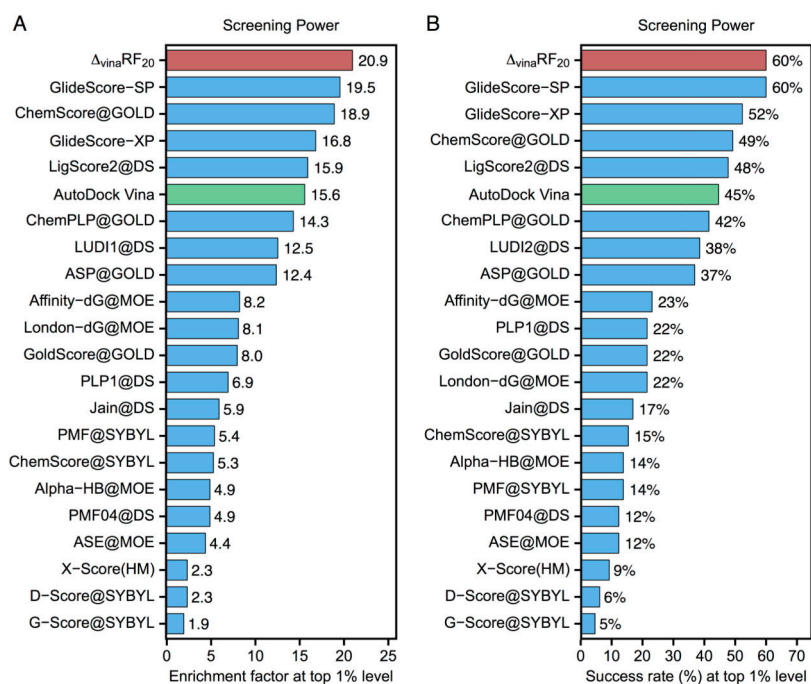 A
Screening Power
ΔvinaRF20 20.9
GlideScore−SP 19.5
ChemScore@GOLD 18.9
GlideScore−XP 16.8
LigScore2@DS 15.9
AutoDock Vina 15.6
ChemPLP@GOLD 14.3
LUDI1@DS 12.5
ASP@GOLD 12.4
Affinity−dG@MOE 8.2
London−dG@MOE 8.1
GoldScore@GOLD 8.0
PLP1@DS 6.9
Jain@DS 5.9
PMF@SYBYL 5.4
ChemScore@SYBYL 5.3
Alpha−HB@MOE 4.9
PMF04@DS 4.9
ASE@MOE 4.4
X−Score(HM) 2.3
D−Score@SYBYL 2.3
G−Score@SYBYL 1.9
0 5 10 15 20 25
Enrichment factor at top 1% level
B
Screening Power
ΔvinaRF20 60%
GlideScore−SP 60%
GlideScore−XP 52%
ChemScore@GOLD 49%
LigScore2@DS 48%
AutoDock Vina 45%
ChemPLP@GOLD 42%
LUDI2@DS 38%
ASP@GOLD 37%
Affinity−dG@MOE 23%
PLP1@DS 22%
GoldScore@GOLD 22%
London−dG@MOE 22%
Jain@DS 17%
ChemScore@SYBYL 15%
Alpha−HB@MOE 14%
PMF@SYBYL 14%
PMF04@DS 12%
ASE@MOE 12%
X−Score(HM) 9%
D−Score@SYBYL 6%
G−Score@SYBYL 5%
0 10 20 30 40 50 60 70
Success rate (%) at top 1% level